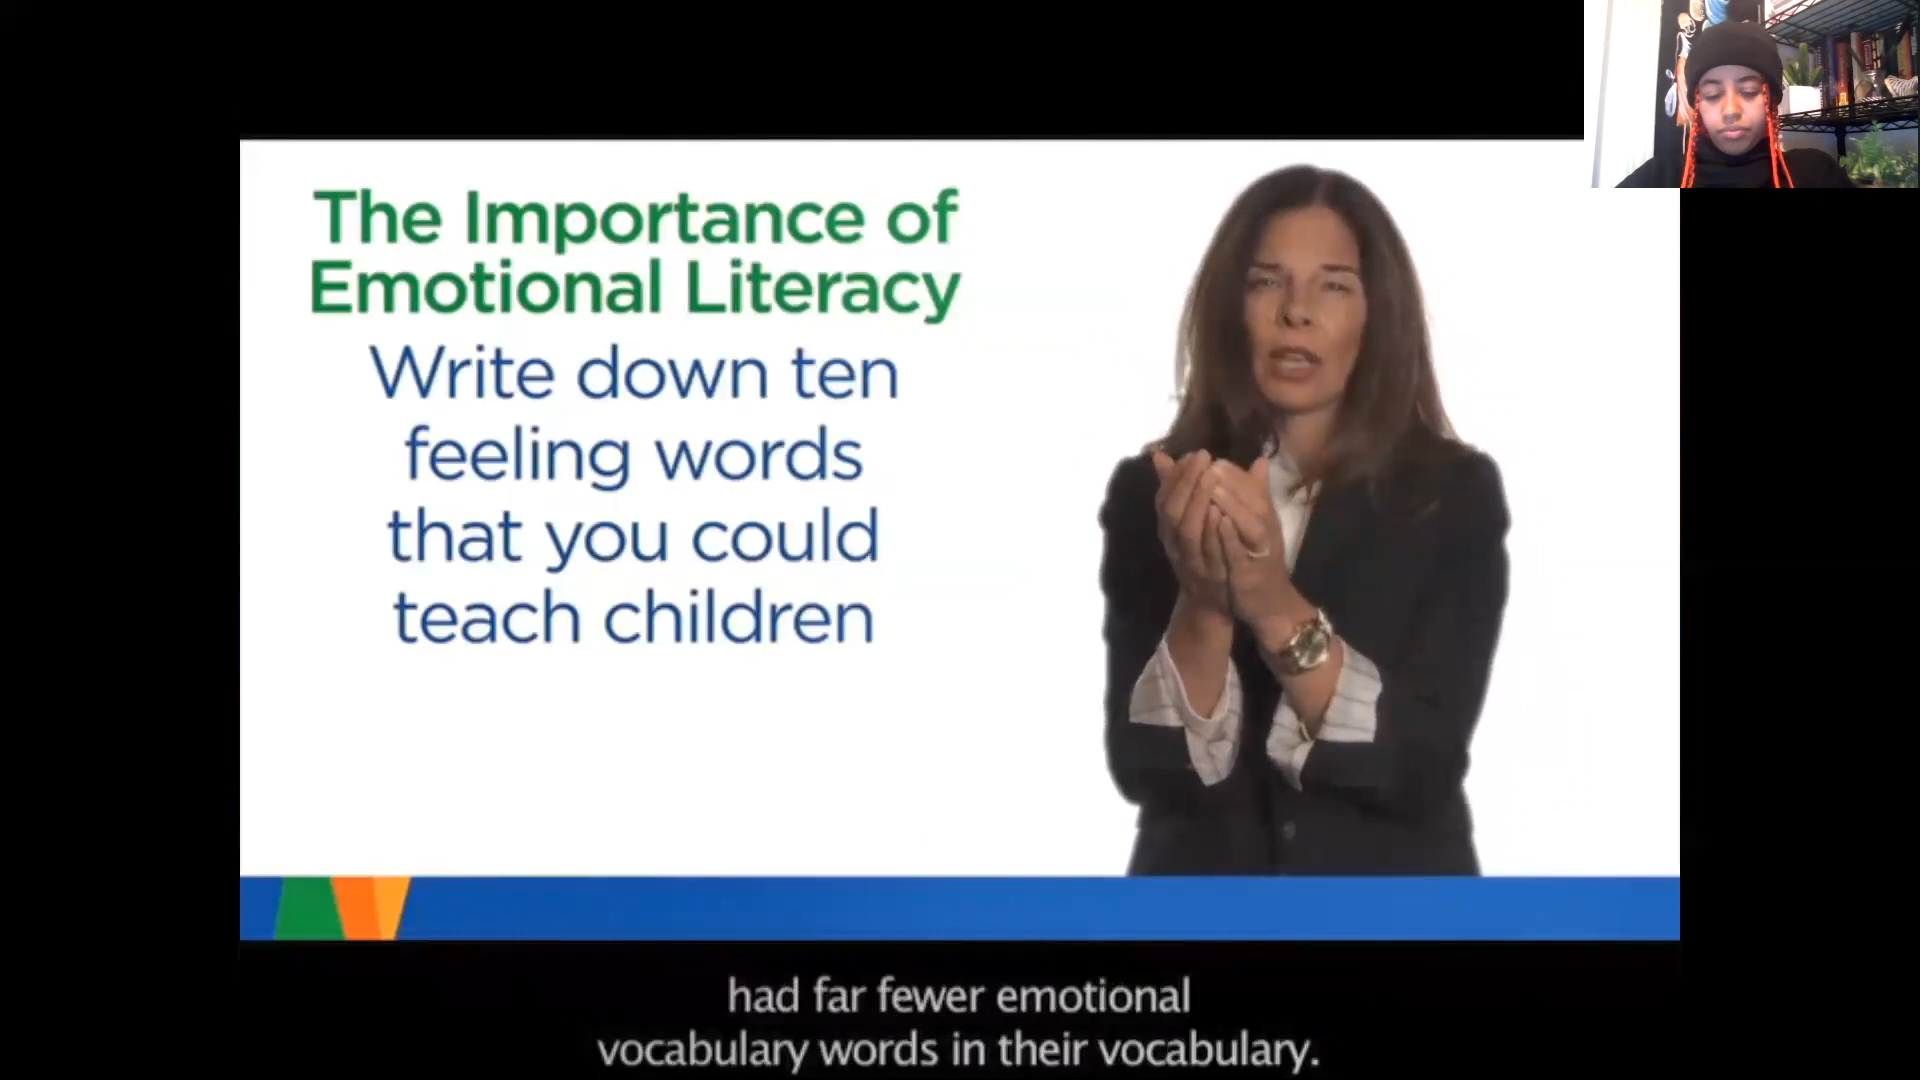 The Importance of
Emotional Literacy
Write down ten
feeling words
that you could
teach children
had far fewer emotional
vocabulary words in their vocabulary.